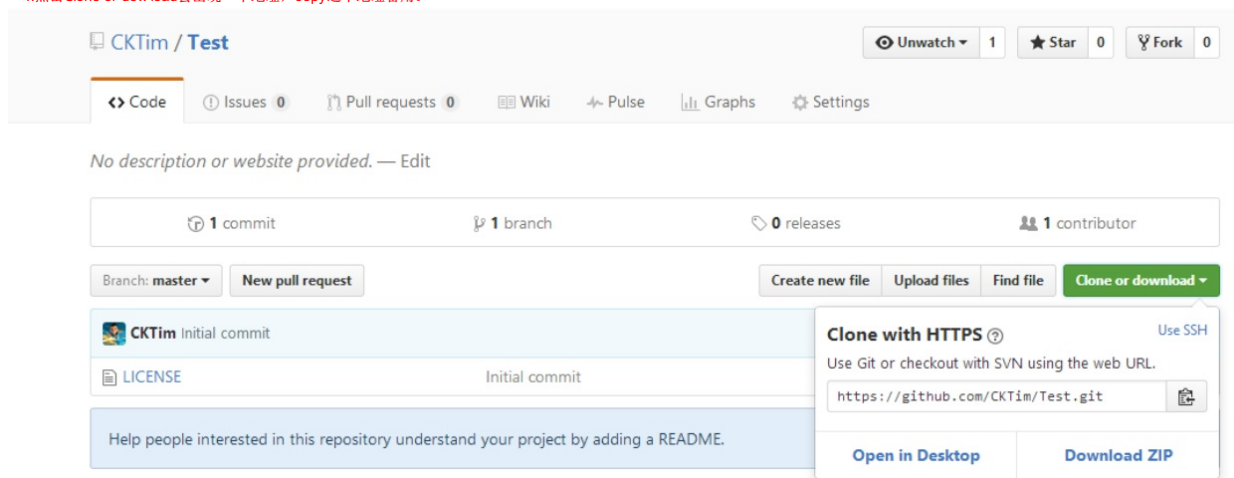 CKTim / Test
Unwatch 1 Star 0 Fork 0
Code Issues 0 Pull requests 0 Wiki Pulse Graphs Settings
No description or website provided. — Edit
1 commit 1 branch 0 releases 1 contributor
Branch: master New pull request Create new file Upload files Find file Clone or download
CKTim Initial commit
Clone with HTTPS Use SSH
Use Git or checkout with SVN using the web URL.
LICENSE Initial commit
https://github.com/CKTim/Test.git
Help people interested in this repository understand your project by adding a README.
Open in Desktop Download ZIP